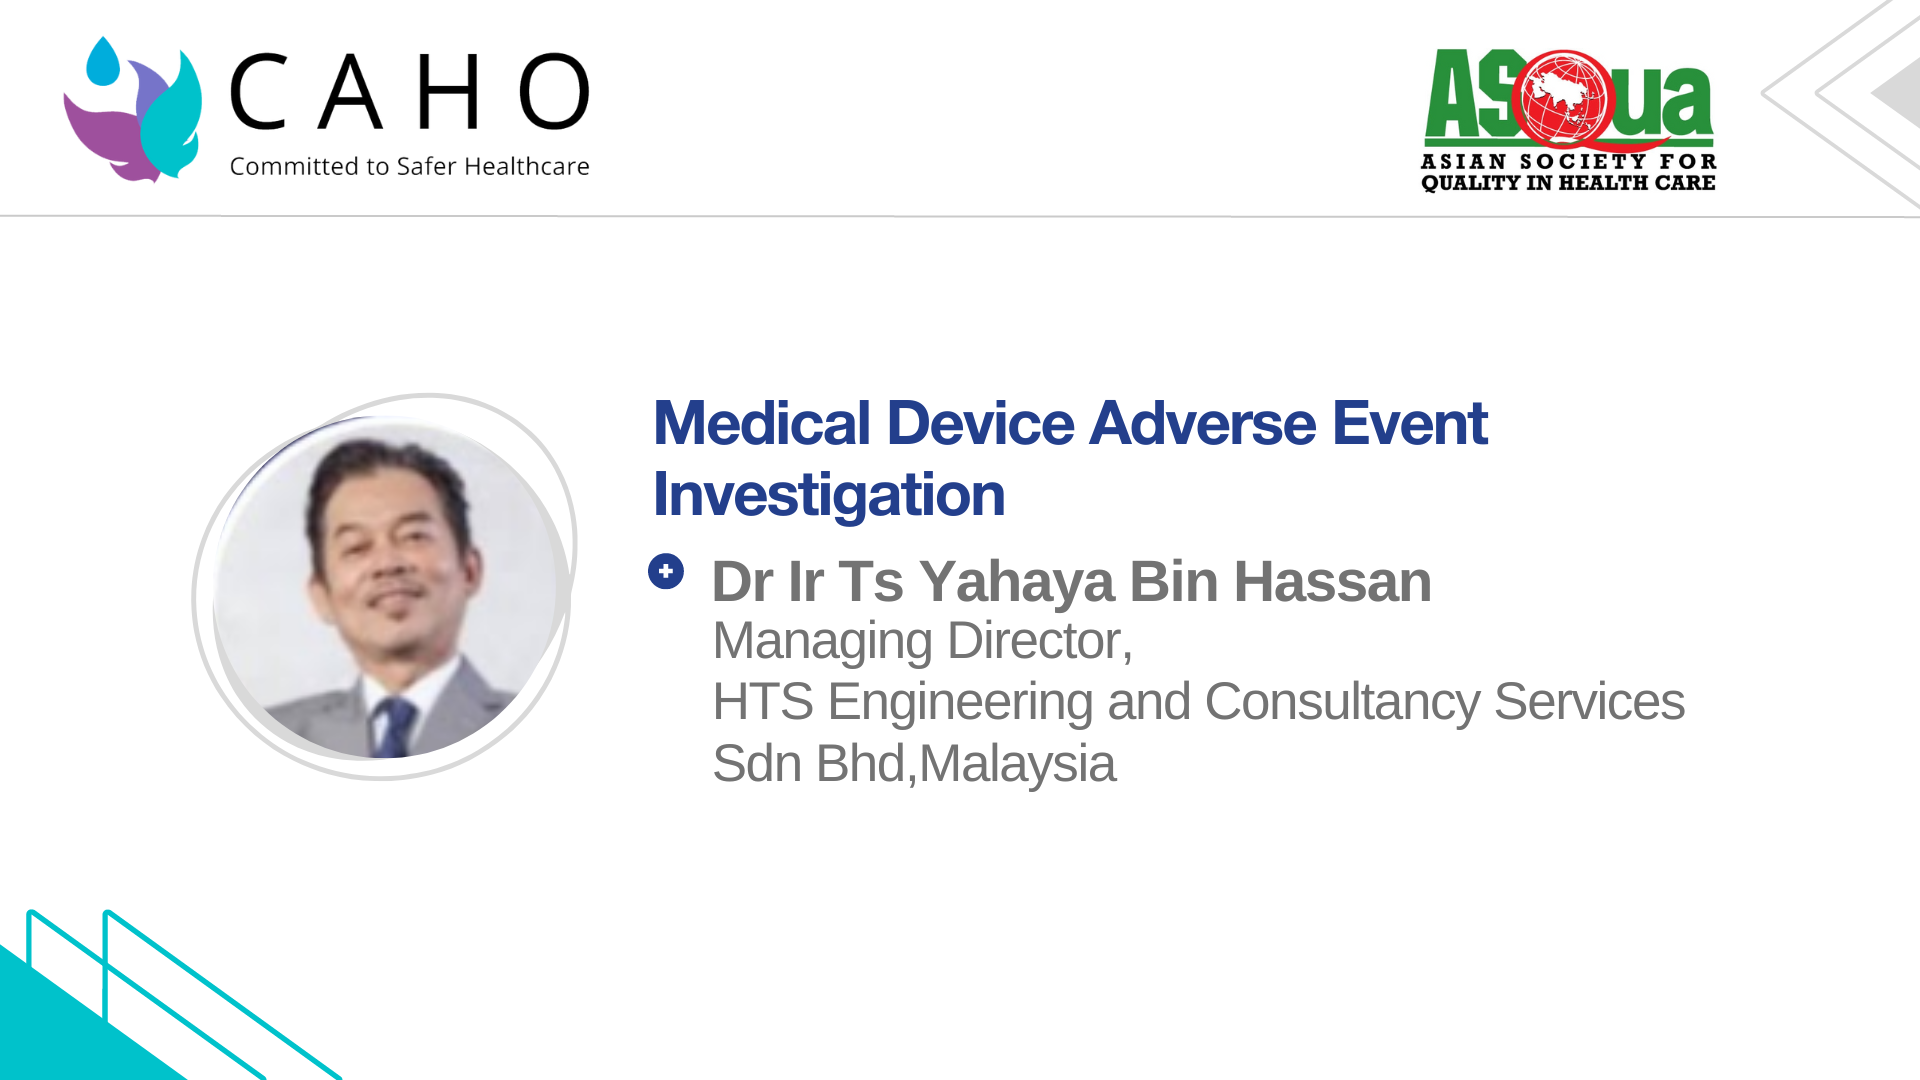 CAHO
Committed to Safer Healthcare
ASQua
ASIAN SOCIETY FOR
QUALITY IN HEALTH CARE
Medical Device Adverse Event
Investigation
Dr Ir Ts Yahaya Bin Hassan
Managing Director,
HTS Engineering and Consultancy Services
Sdn Bhd,Malaysia